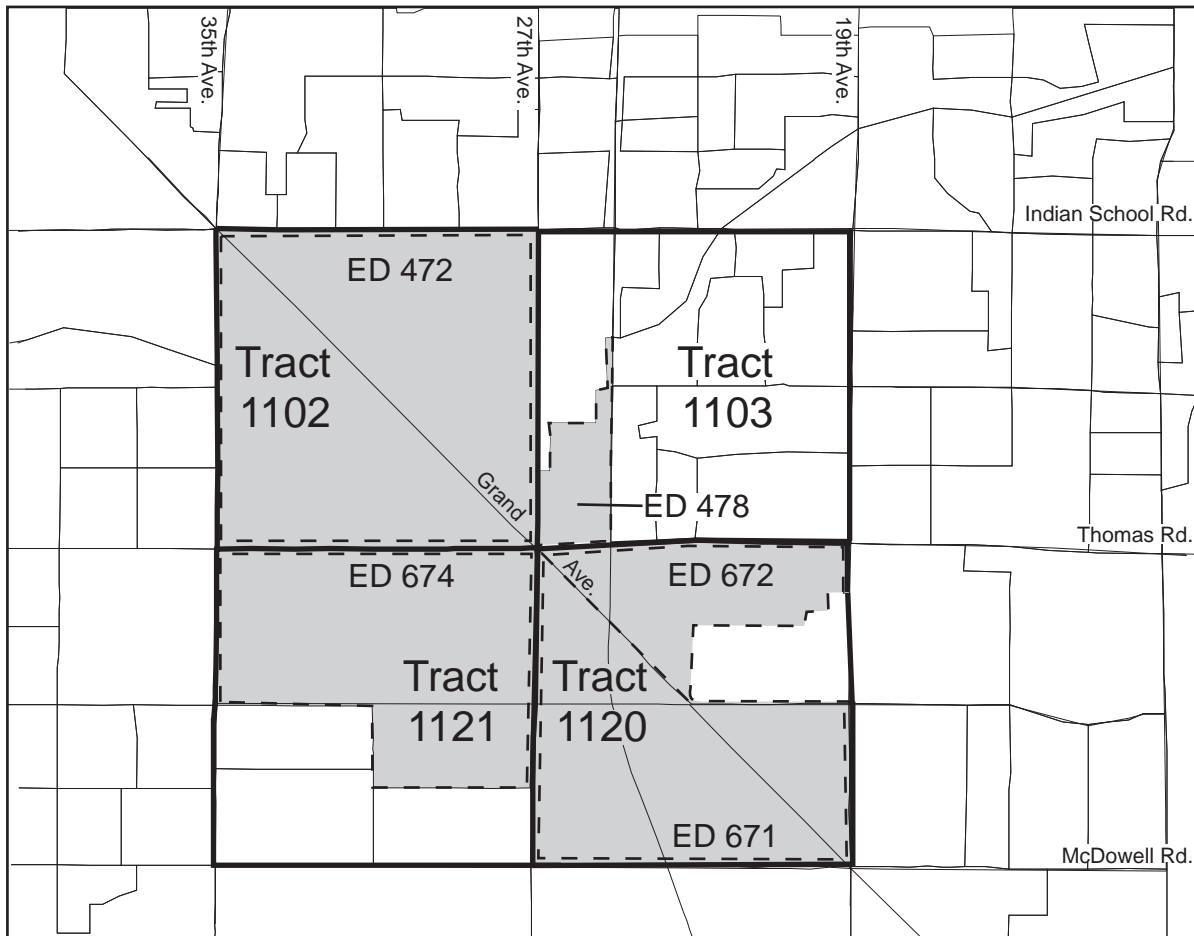 35th Ave.
27th Ave.
19th Ave.
Indian School Rd.
ED 472
Tract
1102
Tract
1103
Grand
ED 478
Thomas Rd.
ED 674
Ave.
ED 672
Tract
1121
Tract
1120
ED 671
McDowell Rd.